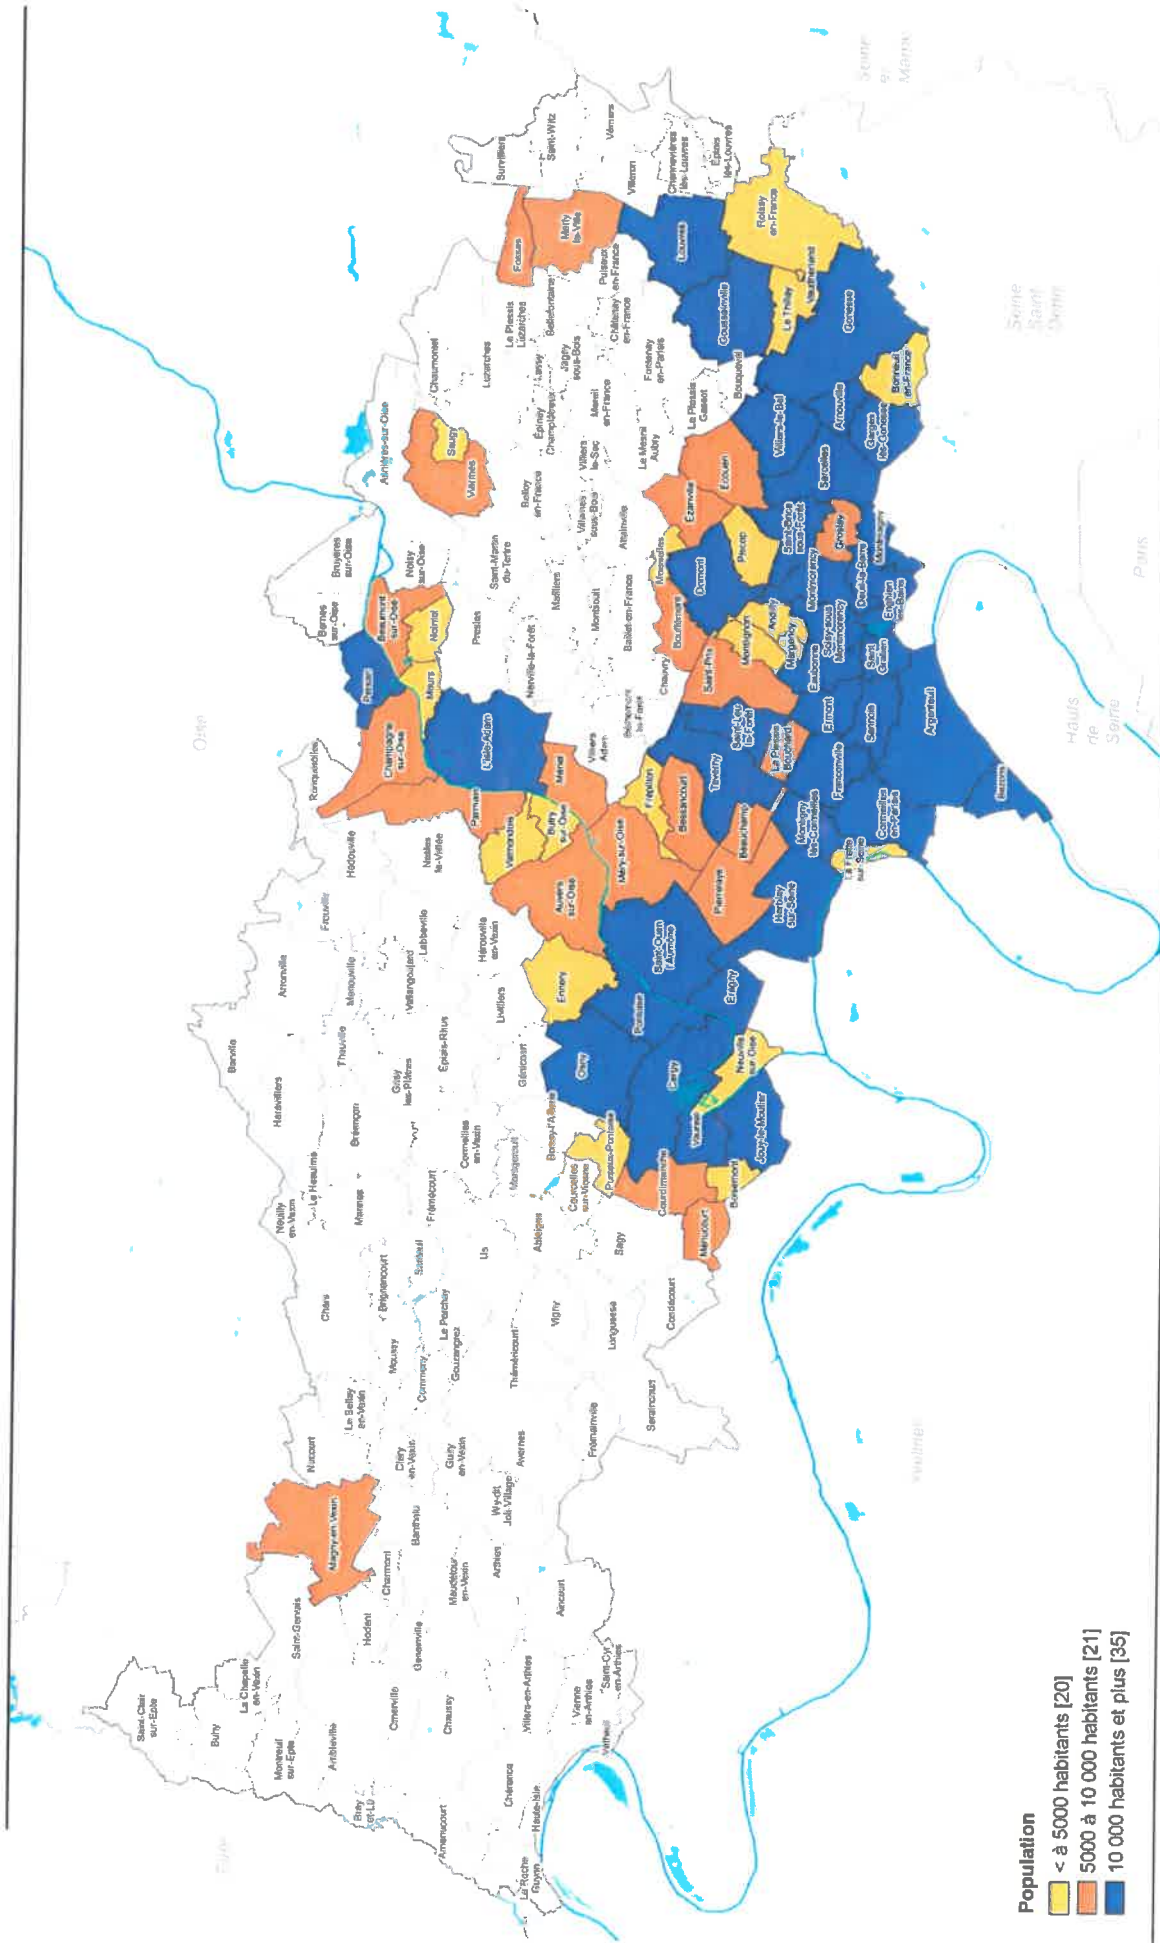 Population
< à 5000 habitants [20]
5000 à 10 000 habitants [21]
10 000 habitants et plus [35]
Saint-Clair
sur-Epte
Buhy
La Chapelle
en-Vexin
Montreuil
sur-Epte
Saint-Gervais
Magny-en-Vexin
Ambleville
Hodent
Charmont
Bray
et-Lû
Omerville
Genainville
Banthelu
Amenucourt
Chaussy
Maudétour
en-Vexin
Arthies
Wy-dit
Joli-Village
Chérence
Villers-en-Arthies
Aincourt
La Roche
Guyon
Haute-Isle
Vétheuil
Vienne
en-Arthies
Saint-Cyr
en-Arthies
Nucourt
Le Bellay
en-Vexin
Cléry
en-Vexin
Guiry
en-Vexin
Avernes
Frémainville
Seraincourt
Chars
Moussy
Commeny
Gouzangrez
Le Perchay
Brignancourt
Santeuil
Théméricourt
Vigny
Longuesse
Condécourt
Sagy
Us
Ableiges
Neuilly
en-Vexin
Le Heaulme
Marines
Frémécourt
Bréançon
Cormeilles
en-Vexin
Montgeroult
Courcelles
sur-Viosne
Boissy-l'Aillerie
Puiseux-Pontoise
Courdimanche
Menucourt
Boisemont
Haravilliers
Berville
Theuville
Grisy
les-Plâtres
Epiais-Rhus
Génicourt
Arronville
Menouville
Vallangoujard
Livilliers
Frouville
Labbeville
Hérouville
en-Vexin
Hédouville
Nesles
la-Vallée
Ronquerolles
Osny
Cergy
Vauréal
Jouy-le-Moutier
Neuville
sur-Oise
Pontoise
Eragny
Saint-Ouen
l'Aumône
Ennery
Auvers
sur-Oise
Valmondois
Butry
sur-Oise
Parmain
Champagne
sur-Oise
Persan
Beaumont
sur-Oise
Bernes
sur-Oise
Bruyères
sur-Oise
Mours
Nointel
Noisy
sur-Oise
Asnières-sur-Oise
L'Isle-Adam
Mériel
Méry-sur-Oise
Villiers
Adam
Presles
Nerville-la-Forêt
Saint-Martin
du-Tertre
Maffliers
Montsoult
Baillet-en-France
Chauvry
Béthemont
la-Forêt
Frépillon
Bessancourt
Taverny
Beauchamp
Pierrelaye
Herblay
sur-Seine
Montigny
lès-Cormeilles
La Frette
sur-Seine
Cormeilles
en-Parisis
Franconville
Le Plessis
Bouchard
Saint-Leu
la-Forêt
Ermont
Sannois
Argenteuil
Bezons
Eaubonne
Saint
Gratien
Soisy-sous
Montmorency
Enghien
les-Bains
Deuil-la-Barre
Montmagny
Montmorency
Margency
Andilly
Montlignon
Saint-Prix
Bouffémont
Domont
Piscop
Moisselles
Ezanville
Ecouen
Saint-Brice
sous-Forêt
Groslay
Sarcelles
Villiers-le-Bel
Arnouville
Garges
lès-Gonesse
Bonneuil
en-France
Gonesse
Le Thillay
Vaudherland
Roissy
en-France
Goussainville
Louvres
Bouqueval
Le Plessis
Gassot
Fontenay
en-Parisis
Le Mesnil
Aubry
Attainville
Villaines
sous-Bois
Villiers
le-Sec
Mareil
en-France
Belloy
en-France
Épinay
Champlâtreux
Jagny
sous-Bois
Lassy
Châtenay
en-France
Puiseux
en-France
Bellefontaine
Le Plessis
Luzarches
Luzarches
Chaumontel
Seugy
Viarmes
Fosses
Marly
la-Ville
Survilliers
Saint-Witz
Vémars
Villeron
Chennevières
lès-Louvres
Epiais
lès-Louvres
Eure
Oise
Yvelines
Hauts
de
Seine
Paris
Seine
Saint
Denis
Seine
et
Marne